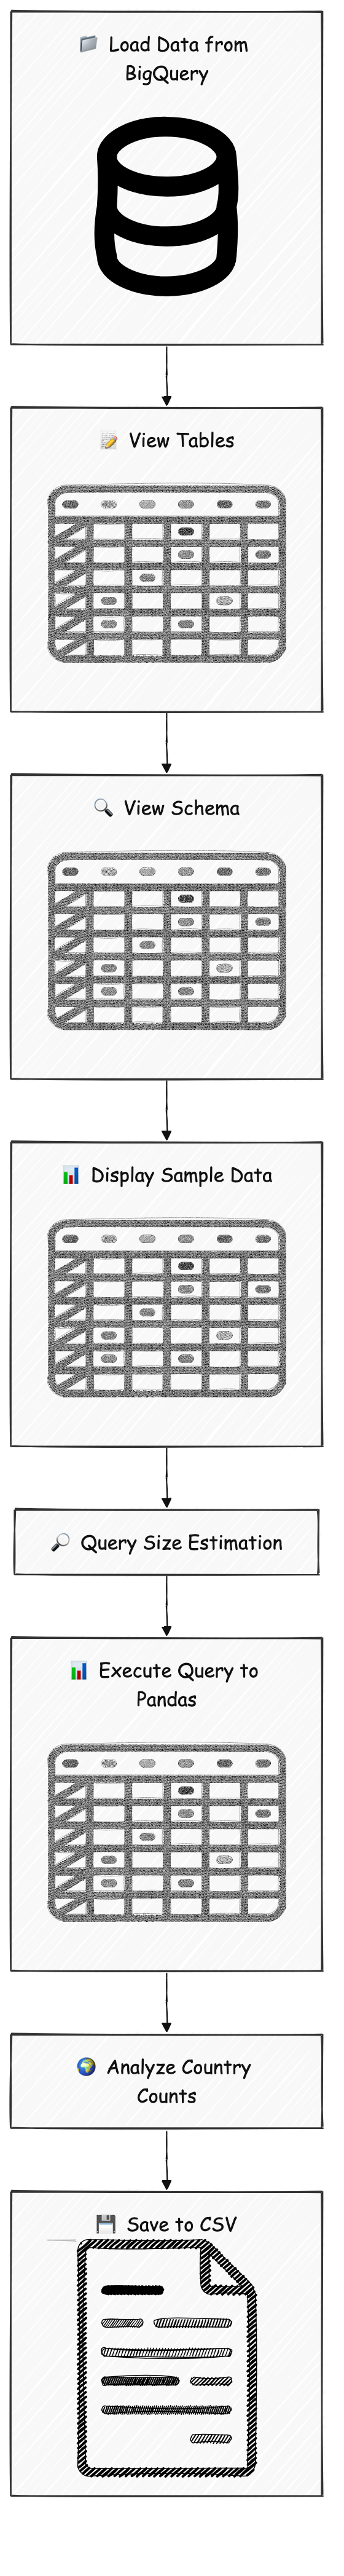 📁 Load Data from
BigQuery
📝 View Tables
🔍 View Schema
📊 Display Sample Data
🔎 Query Size Estimation
📊 Execute Query to
Pandas
🌍 Analyze Country
Counts
💾 Save to CSV